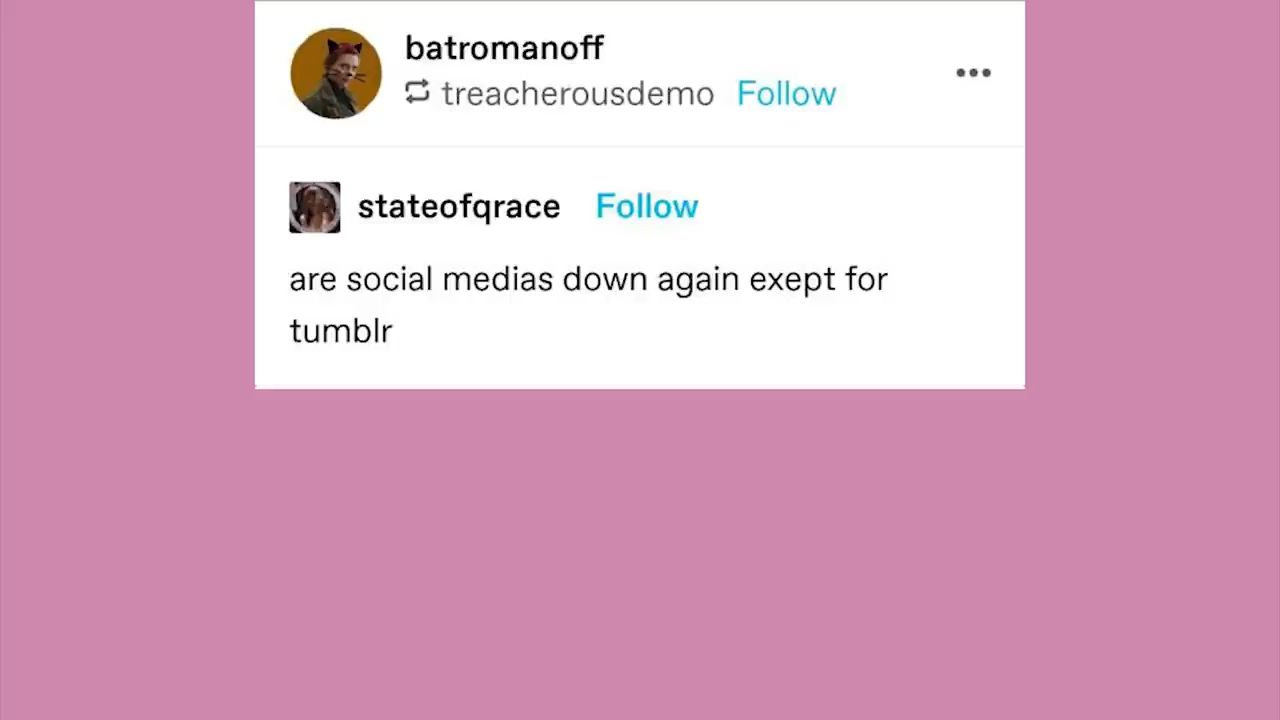 batromanoff
treacherousdemo Follow
stateofqrace Follow
are social medias down again exept for
tumblr